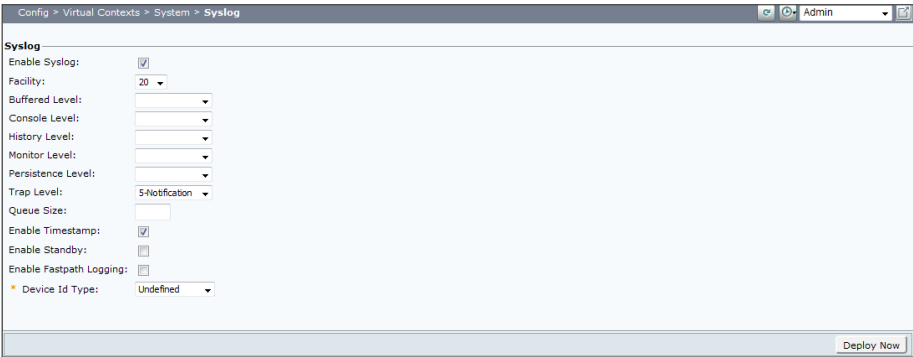 Config > Virtual Contexts > System > Syslog
Admin
Syslog
Enable Syslog:
Facility: 20
Buffered Level:
Console Level:
History Level:
Monitor Level:
Persistence Level:
Trap Level: 5-Notification
Queue Size:
Enable Timestamp:
Enable Standby:
Enable Fastpath Logging:
* Device Id Type: Undefined
Deploy Now